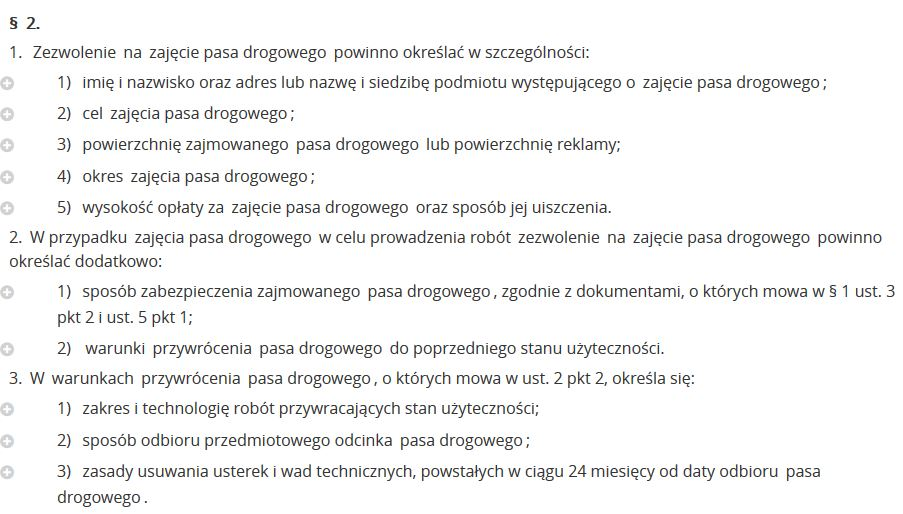 § 2.
1. Zezwolenie na zajęcie pasa drogowego powinno określać w szczególności:
1) imię i nazwisko oraz adres lub nazwę i siedzibę podmiotu występującego o zajęcie pasa drogowego;
2) cel zajęcia pasa drogowego;
3) powierzchnię zajmowanego pasa drogowego lub powierzchnię reklamy;
4) okres zajęcia pasa drogowego;
5) wysokość opłaty za zajęcie pasa drogowego oraz sposób jej uiszczenia.
2. W przypadku zajęcia pasa drogowego w celu prowadzenia robót zezwolenie na zajęcie pasa drogowego powinno
określać dodatkowo:
1) sposób zabezpieczenia zajmowanego pasa drogowego, zgodnie z dokumentami, o których mowa w § 1 ust. 3
pkt 2 i ust. 5 pkt 1;
2) warunki przywrócenia pasa drogowego do poprzedniego stanu użyteczności.
3. W warunkach przywrócenia pasa drogowego, o których mowa w ust. 2 pkt 2, określa się:
1) zakres i technologię robót przywracających stan użyteczności;
2) sposób odbioru przedmiotowego odcinka pasa drogowego;
3) zasady usuwania usterek i wad technicznych, powstałych w ciągu 24 miesięcy od daty odbioru pasa
drogowego.